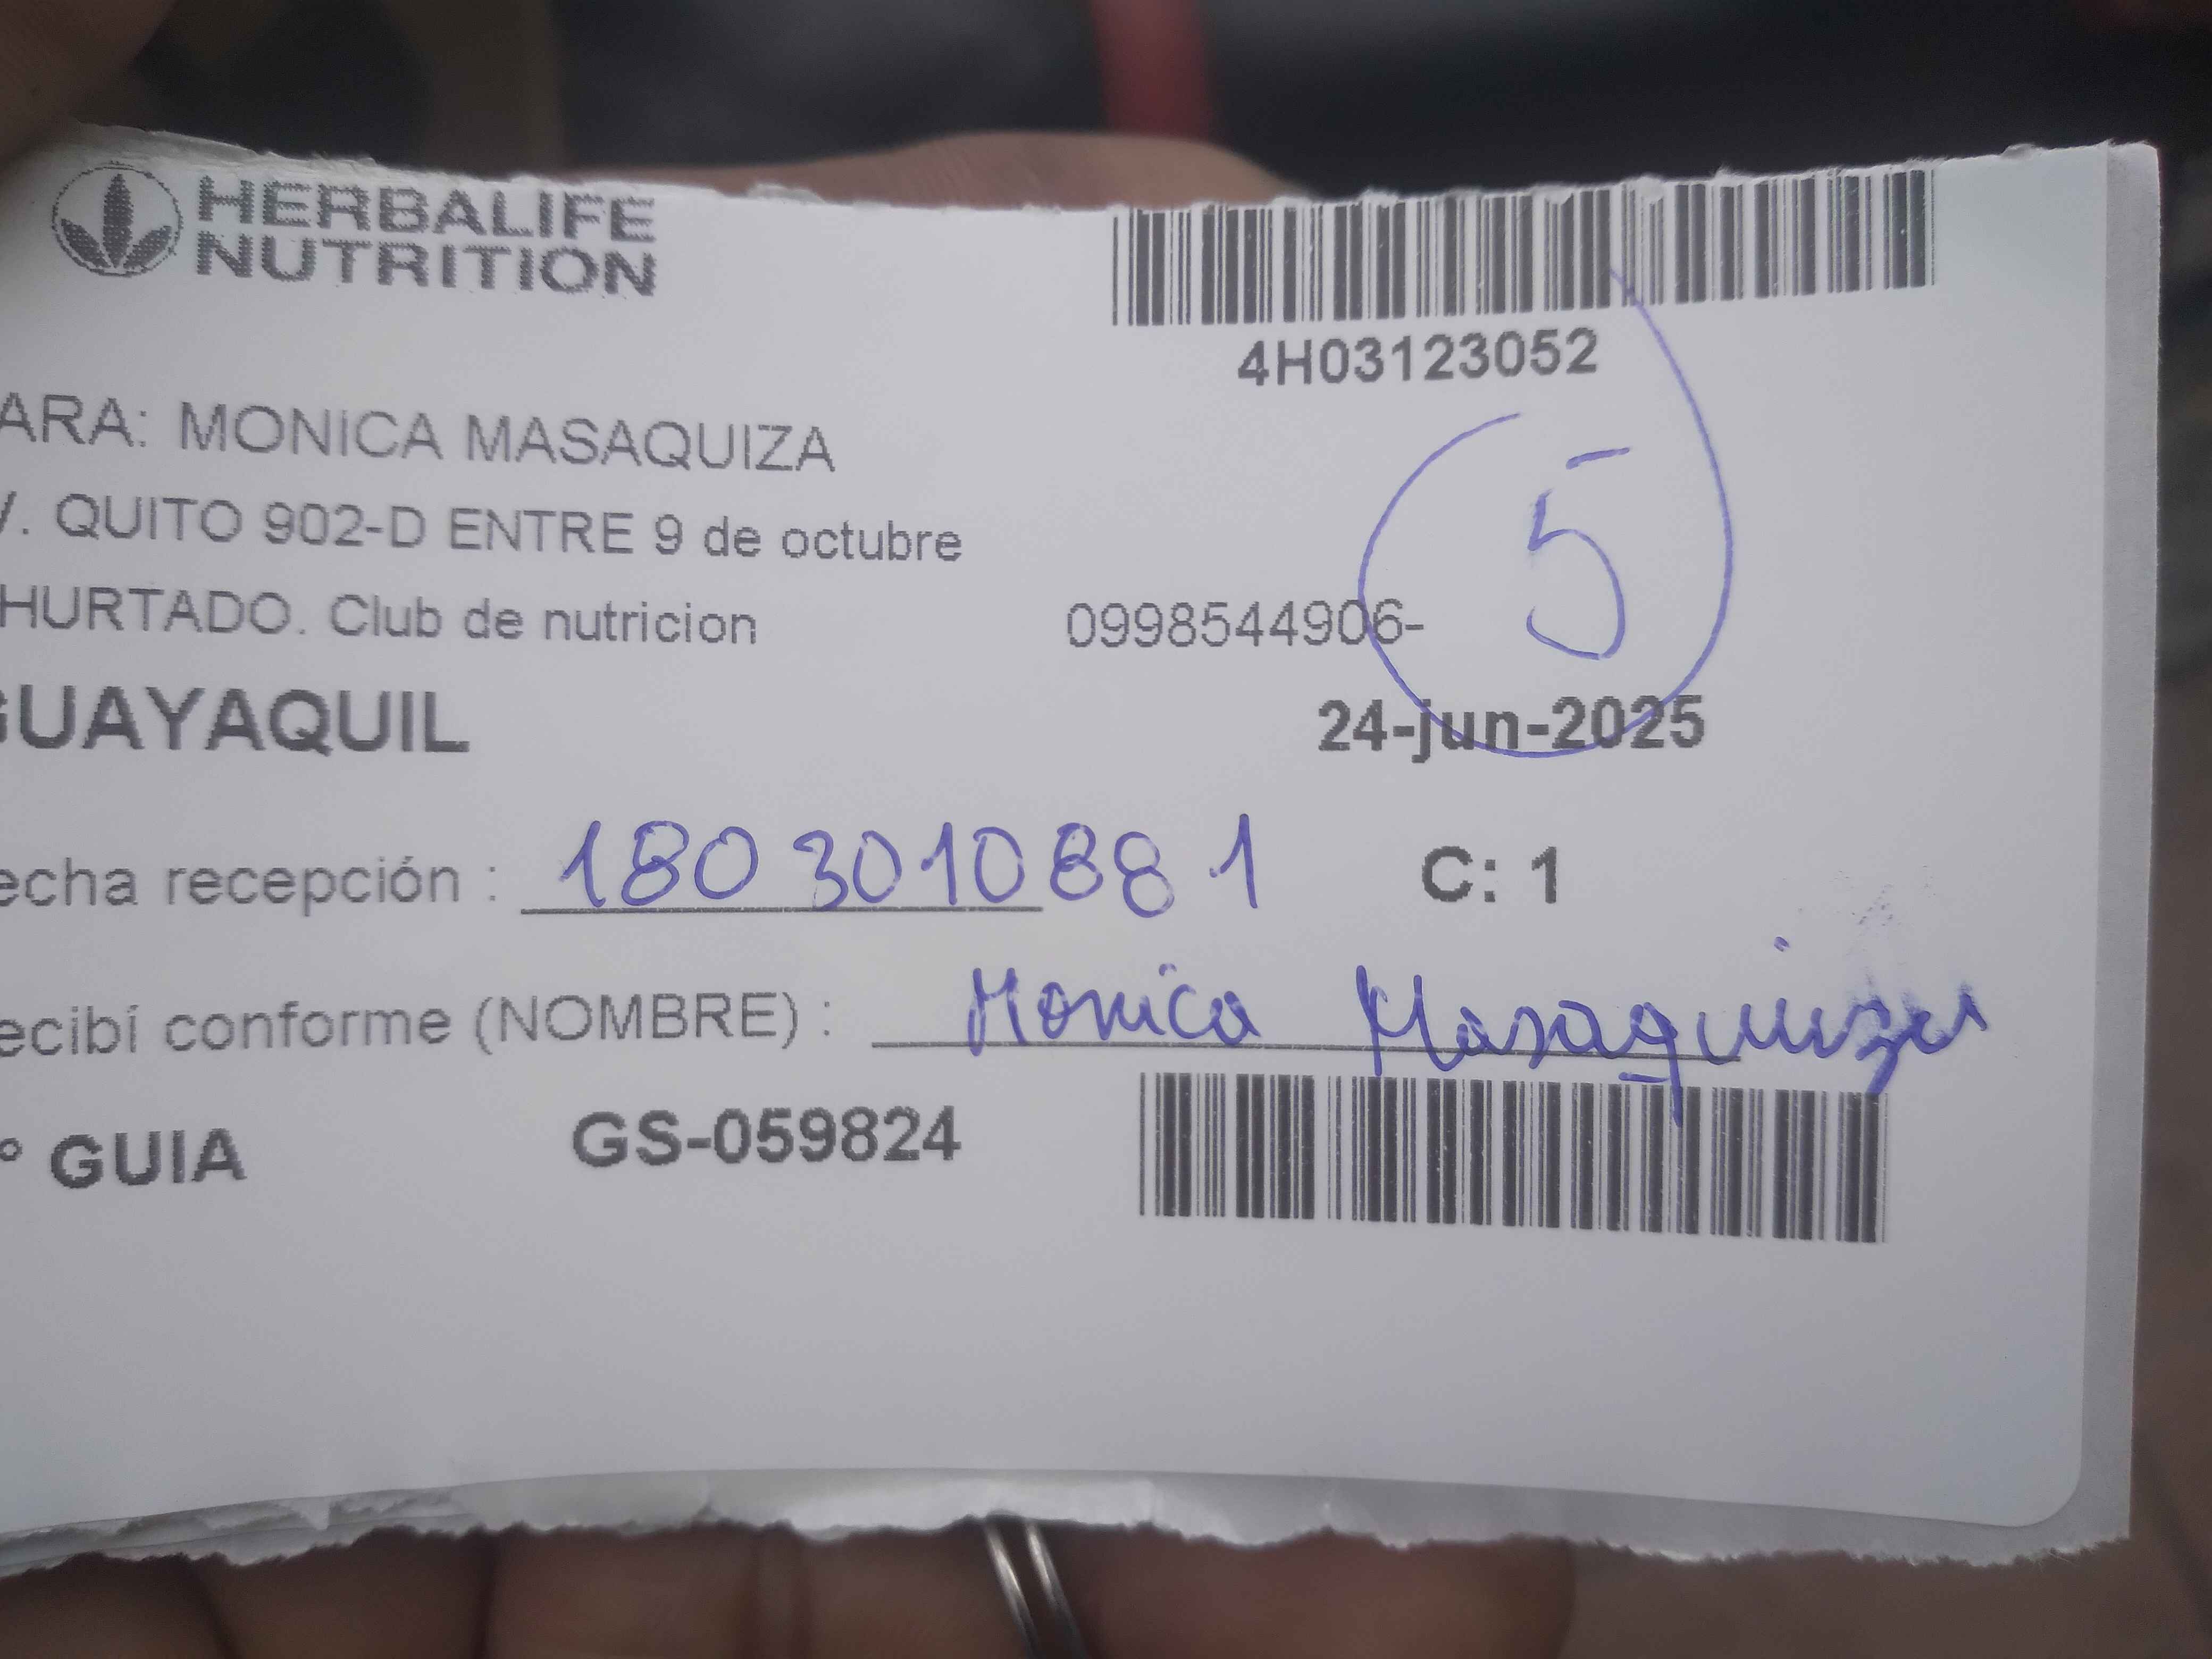 HERBALIFE
NUTRITION
4H03123052
ARA: MONICA MASAQUIZA
V. QUITO 902-D ENTRE 9 de octubre
HURTADO. Club de nutricion 0998544906-
5
GUAYAQUIL
24-jun-2025
echa recepción : 1803010881 C: 1
ecibí conforme (NOMBRE) : Monica Masaquiza
° GUIA GS-059824